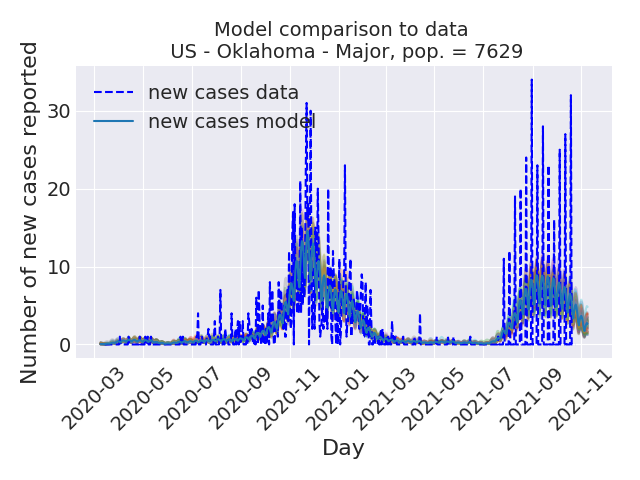 Model comparison to data
US - Oklahoma - Major, pop. = 7629
new cases data
new cases model
Number of new cases reported
30
20
10
0
2020-03
2020-05
2020-07
2020-09
2020-11
2021-01
2021-03
2021-05
2021-07
2021-09
2021-11
Day